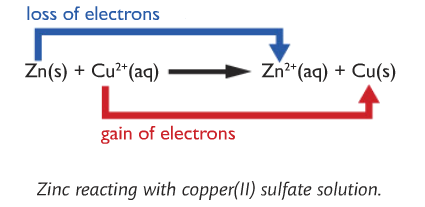 loss of electrons
Zn(s) + Cu²⁺(aq) ⟶ Zn²⁺(aq) + Cu(s)
gain of electrons
Zinc reacting with copper(II) sulfate solution.